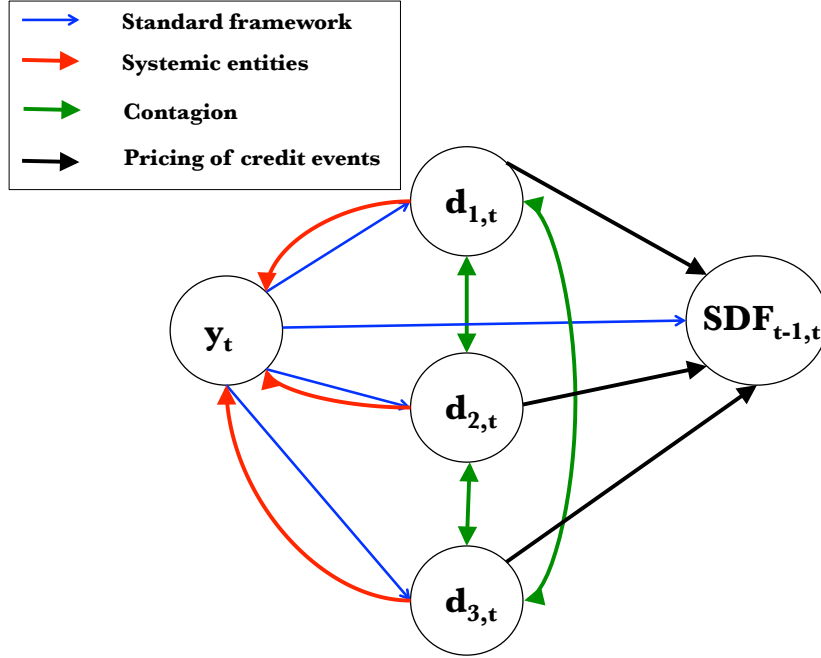 Standard framework
Systemic entities
Contagion
Pricing of credit events
d1,t
yt
SDFt-1,t
d2,t
d3,t